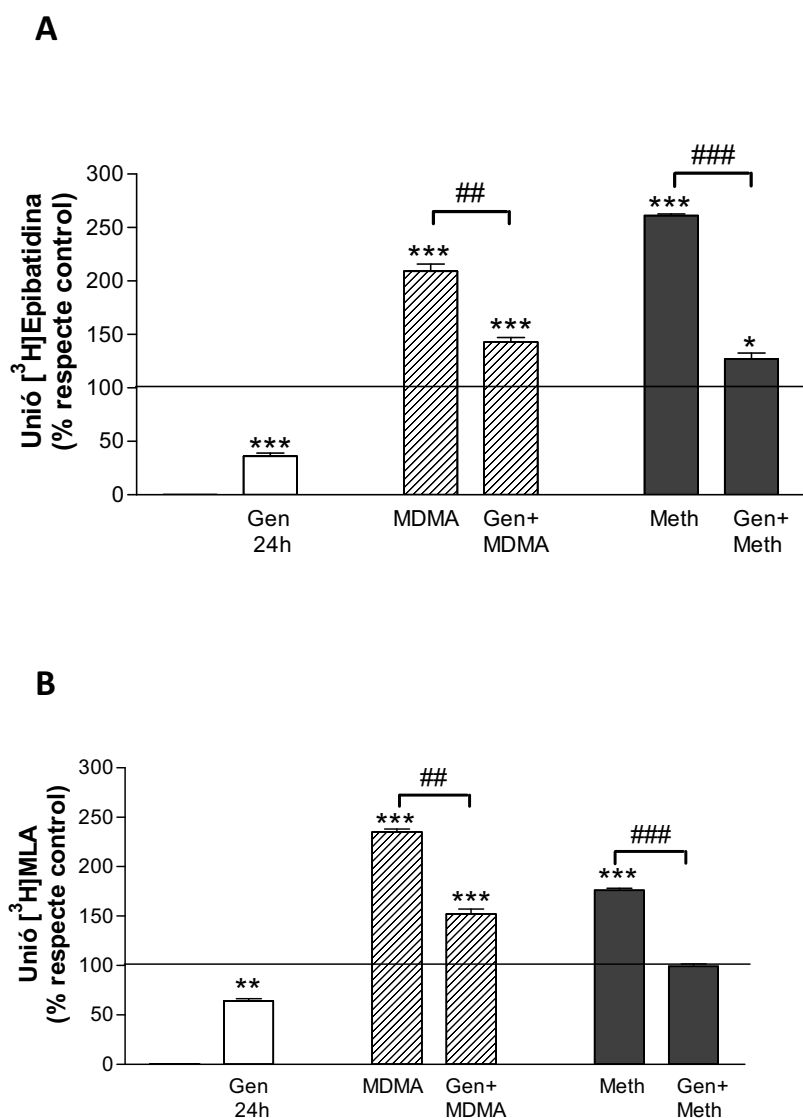 A
Unió [³H]Epibatidina
(% respecte control)
300
250
200
150
100
50
0
***
***
##
***
***
###
*
Gen
24h
MDMA
Gen+
MDMA
Meth
Gen+
Meth
B
Unió [³H]MLA
(% respecte control)
300
250
200
150
100
50
0
**
***
##
***
***
###
Gen
24h
MDMA
Gen+
MDMA
Meth
Gen+
Meth